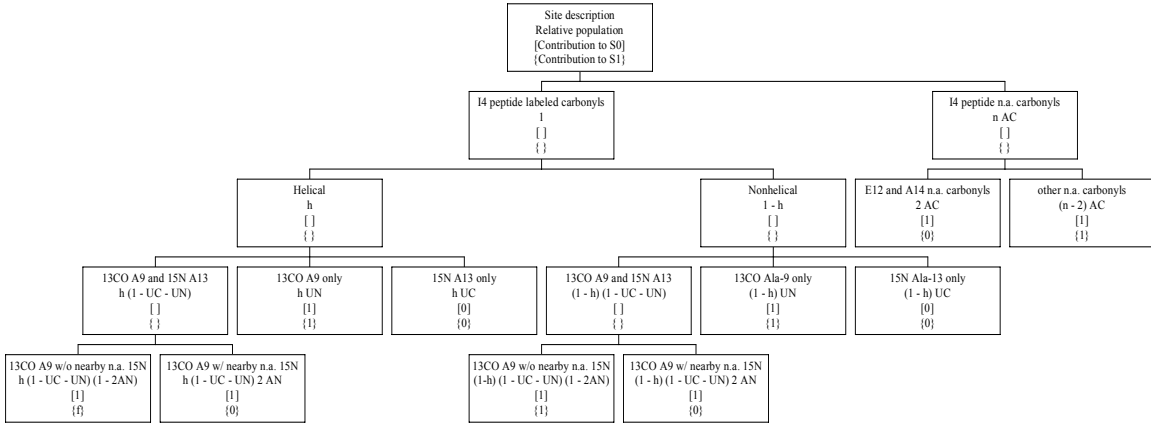 Site description
Relative population
[Contribution to S0]
{Contribution to S1}
I4 peptide labeled carbonyls
1
[ ]
{ }
I4 peptide n.a. carbonyls
n AC
[ ]
{ }
Helical
h
[ ]
{ }
Nonhelical
1 - h
[ ]
{ }
E12 and A14 n.a. carbonyls
2 AC
[1]
{0}
other n.a. carbonyls
(n - 2) AC
[1]
{1}
13CO A9 and 15N A13
h (1 - UC - UN)
[ ]
{ }
13CO A9 only
h UN
[1]
{1}
15N A13 only
h UC
[0]
{0}
13CO A9 and 15N A13
(1 - h) (1 - UC - UN)
[ ]
{ }
13CO Ala-9 only
(1 - h) UN
[1]
{1}
15N Ala-13 only
(1 - h) UC
[0]
{0}
13CO A9 w/o nearby n.a. 15N
h (1 - UC - UN) (1 - 2AN)
[1]
{f}
13CO A9 w/ nearby n.a. 15N
h (1 - UC - UN) 2 AN
[1]
{0}
13CO A9 w/o nearby n.a. 15N
(1-h) (1 - UC - UN) (1 - 2AN)
[1]
{1}
13CO A9 w/ nearby n.a. 15N
(1 - h) (1 - UC - UN) 2 AN
[1]
{0}